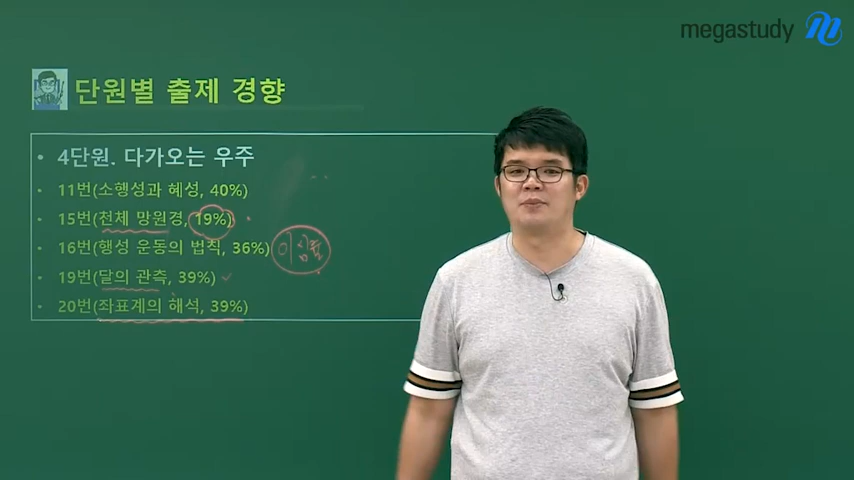 megastudy
단원별 출제 경향
• 4단원. 다가오는 우주
• 11번(소행성과 혜성, 40%)
• 15번(천체 망원경, 19%)
• 16번(행성 운동의 법칙, 36%)
• 19번(달의 관측, 39%)
• 20번(좌표계의 해석, 39%)